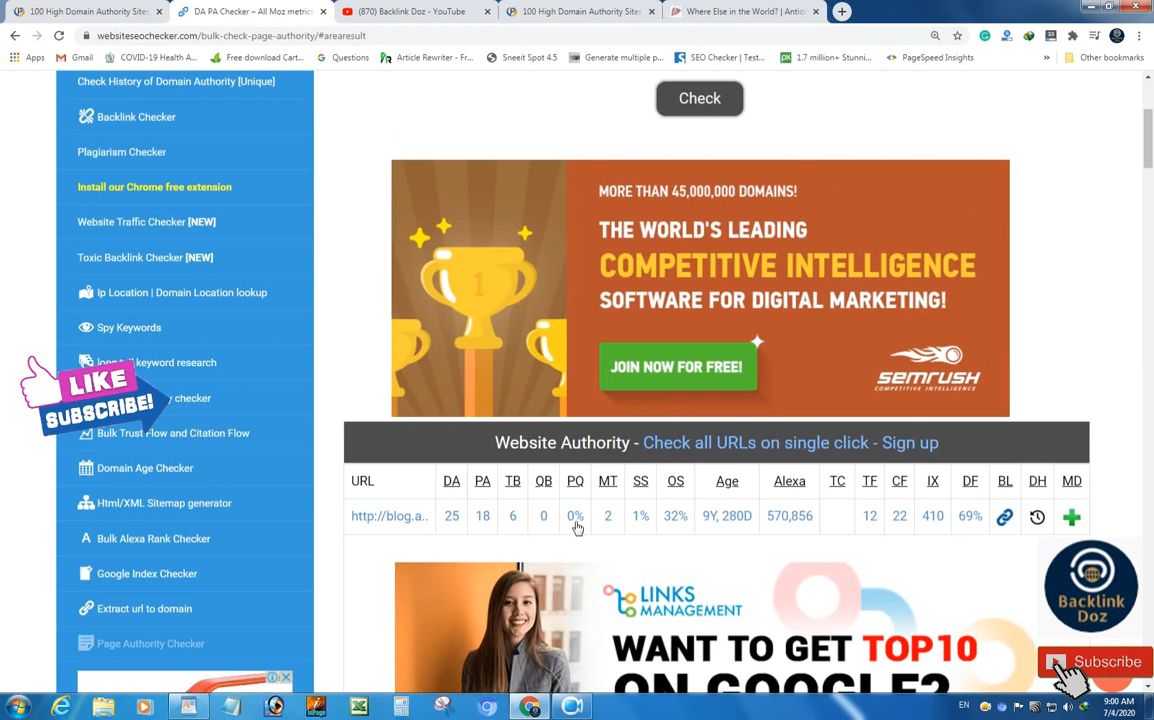 100 High Domain Authority Sites
DA PA Checker – All Moz metrics
(870) Backlink Doz - YouTube
100 High Domain Authority Sites
Where Else in the World? | Antio
websiteseochecker.com/bulk-check-page-authority/#arearesult
Apps
Gmail
COVID-19 Health A...
Free download Cart...
Questions
Article Rewriter - Fr...
Sneeit Spot 4.5
Generate multiple p...
SEO Checker | Test...
1.7 million+ Stunni...
PageSpeed Insights
»
Other bookmarks
Check History of Domain Authority [Unique]
Backlink Checker
Plagiarism Checker
Install our Chrome free extension
Website Traffic Checker [NEW]
Toxic Backlink Checker [NEW]
Ip Location | Domain Location lookup
Spy Keywords
keyword research
checker
Bulk Trust Flow and Citation Flow
Domain Age Checker
Html/XML Sitemap generator
Bulk Alexa Rank Checker
Google Index Checker
Extract url to domain
Page Authority Checker
LIKE
SUBSCRIBE!
Check
MORE THAN 45,000,000 DOMAINS!
THE WORLD'S LEADING
COMPETITIVE INTELLIGENCE
SOFTWARE FOR DIGITAL MARKETING!
JOIN NOW FOR FREE!
SEMRUSH
COMPETITIVE INTELLIGENCE
1
Website Authority - Check all URLs on single click - Sign up
URL DA PA TB QB PQ MT SS OS Age Alexa TC TF CF IX DF BL DH MD
http://blog.a.. 25 18 6 0 0% 2 1% 32% 9Y, 280D 570,856 12 22 410 69%
LINKS
MANAGEMENT
WANT TO GET TOP10
ON GOOGLE?
Backlink
Doz
Subscribe
EN
9:00 AM
7/4/2020